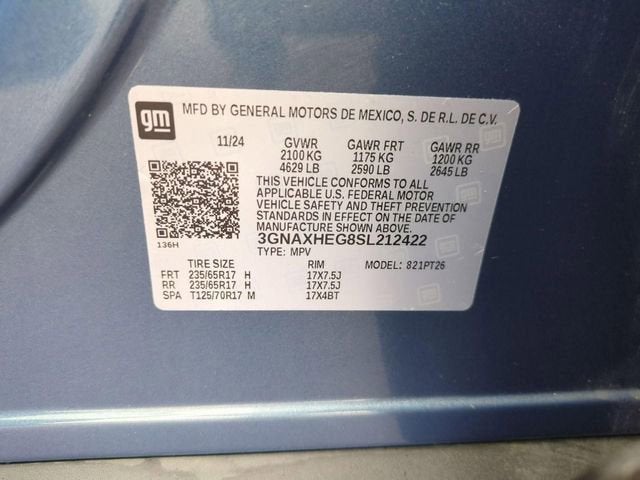 gm
MFD BY GENERAL MOTORS DE MEXICO, S. DE R.L. DE C.V.
11/24 GVWR GAWR FRT GAWR RR
2100 KG 1175 KG 1200 KG
4629 LB 2590 LB 2645 LB
THIS VEHICLE CONFORMS TO ALL
APPLICABLE U.S. FEDERAL MOTOR
VEHICLE SAFETY AND THEFT PREVENTION
STANDARDS IN EFFECT ON THE DATE OF
MANUFACTURE SHOWN ABOVE.
136H
3GNAXHEG8SL212422
TYPE: MPV
TIRE SIZE RIM MODEL: 821PT26
FRT 235/65R17 H 17X7.5J
RR 235/65R17 H 17X7.5J
SPA T125/70R17 M 17X4BT